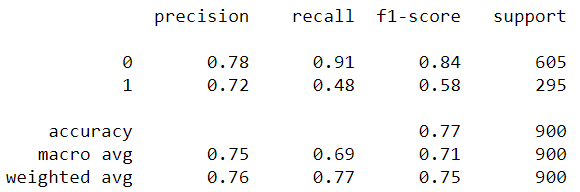 precision recall f1-score support
0 0.78 0.91 0.84 605
1 0.72 0.48 0.58 295
accuracy 0.77 900
macro avg 0.75 0.69 0.71 900
weighted avg 0.76 0.77 0.75 900